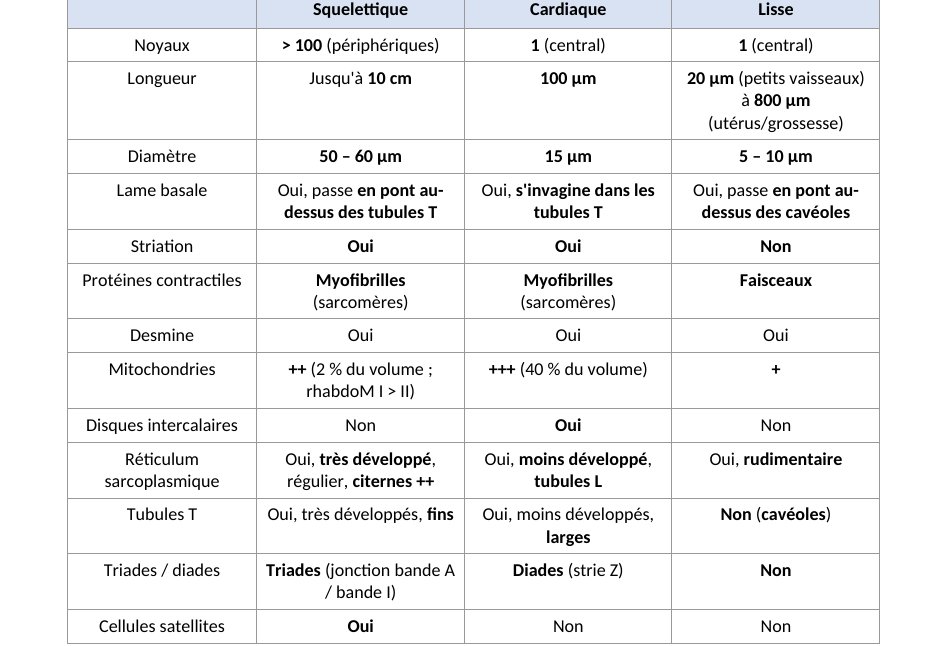 Squelettique Cardiaque Lisse
Noyaux > 100 (périphériques) 1 (central) 1 (central)
Longueur Jusqu'à 10 cm 100 µm 20 µm (petits vaisseaux)
à 800 µm
(utérus/grossesse)
Diamètre 50 – 60 µm 15 µm 5 – 10 µm
Lame basale Oui, passe en pont au- Oui, s'invagine dans les Oui, passe en pont au-
dessus des tubules T tubules T dessus des cavéoles
Striation Oui Oui Non
Protéines contractiles Myofibrilles Myofibrilles Faisceaux
(sarcomères) (sarcomères)
Desmine Oui Oui Oui
Mitochondries ++ (2 % du volume ; +++ (40 % du volume) +
rhabdoM I > II)
Disques intercalaires Non Oui Non
Réticulum Oui, très développé, Oui, moins développé, Oui, rudimentaire
sarcoplasmique régulier, citernes ++ tubules L
Tubules T Oui, très développés, fins Oui, moins développés, Non (cavéoles)
larges
Triades / diades Triades (jonction bande A Diades (strie Z) Non
/ bande I)
Cellules satellites Oui Non Non